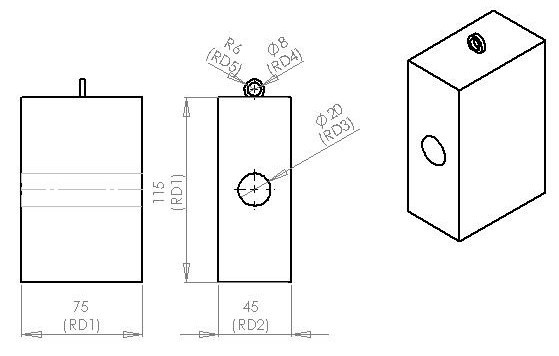 R6
(RD5)
Ø8
(RD4)
Ø20
(RD3)
115
(RD1)
75
(RD1)
45
(RD2)